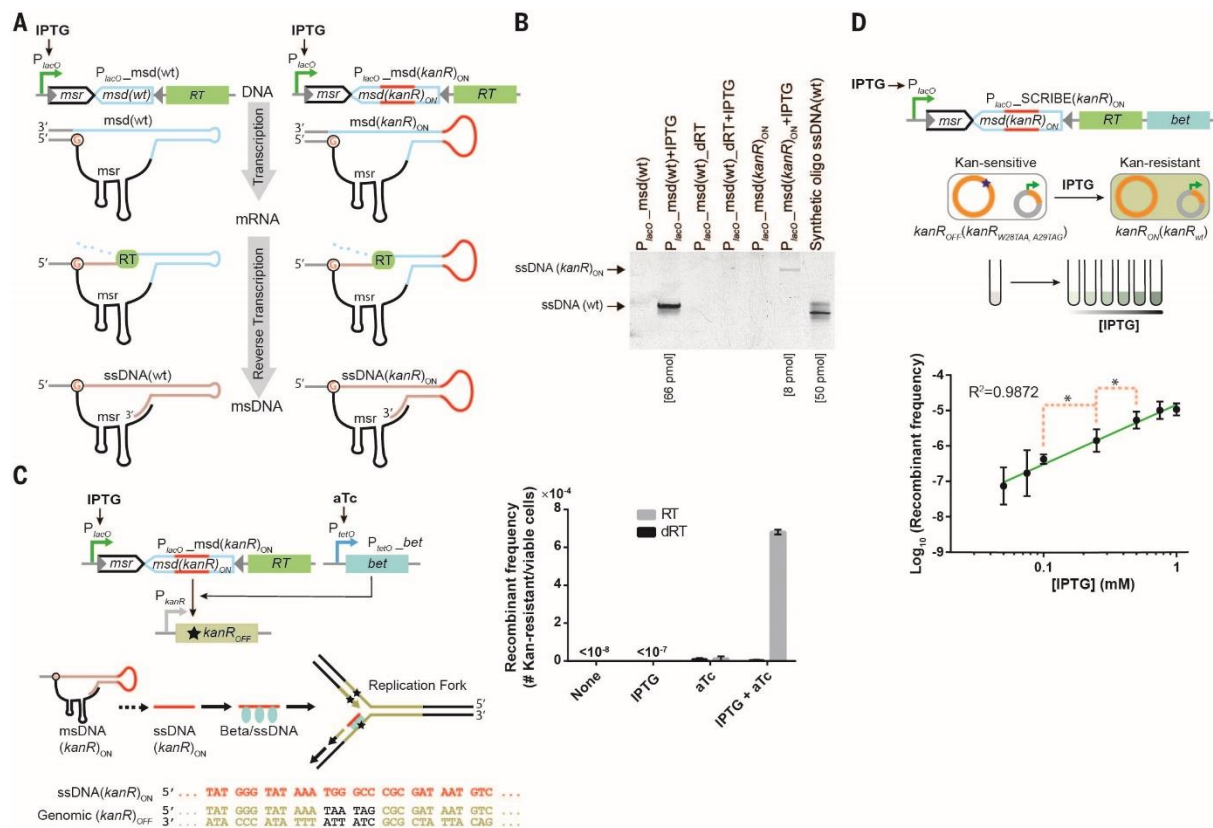 A
IPTG
PlacO
PlacO_msd(wt)
msr
msd(wt)
RT
DNA
IPTG
PlacO
PlacO_msd(kanR)ON
msr
msd(kanR)ON
RT
3′
5′
msd(wt)
G
msr
Transcription
3′
5′
msd(kanR)ON
G
msr
mRNA
5′
G
RT
msr
Reverse Transcription
5′
G
RT
msr
5′
ssDNA(wt)
G
msr
3′
msDNA
5′
ssDNA(kanR)ON
G
msr
3′
B
PlacO_msd(wt)
PlacO_msd(wt)+IPTG
PlacO_msd(wt)_dRT
PlacO_msd(wt)_dRT+IPTG
PlacO_msd(kanR)ON
PlacO_msd(kanR)ON+IPTG
Synthetic oligo ssDNA(wt)
ssDNA (kanR)ON
ssDNA (wt)
[66 pmol]
[8 pmol]
[50 pmol]
C
IPTG
PlacO
PlacO_msd(kanR)ON
msr
msd(kanR)ON
RT
aTc
PtetO
PtetO_bet
bet
PkanR
kanROFF
msDNA
(kanR)ON
ssDNA
(kanR)ON
Beta/ssDNA
Replication Fork
5′
3′
ssDNA(kanR)ON 5′ ... TAT GGG TAT AAA TGG GCC CGC GAT AAT GTC ...
Genomic (kanR)OFF 5′ ... TAT GGG TAT AAA TAA TAG CGC GAT AAT GTC ...
3′ ... ATA CCC ATA TTT ATT ATC GCG CTA TTA CAG ...
Recombinant frequency
(# Kan-resistant/viable cells)
×10-4
8
6
4
2
0
RT
dRT
<10-8
<10-7
None
IPTG
aTc
IPTG + aTc
D
IPTG
PlacO
PlacO_SCRIBE(kanR)ON
msr
msd(kanR)ON
RT
bet
Kan-sensitive
IPTG
Kan-resistant
kanROFF(kanRW28TAA, A29TAG)
kanRON(kanRwt)
[IPTG]
Log10 (Recombinant frequency)
-4
-5
-6
-7
-8
-9
R2=0.9872
*
*
0.1
1
[IPTG] (mM)